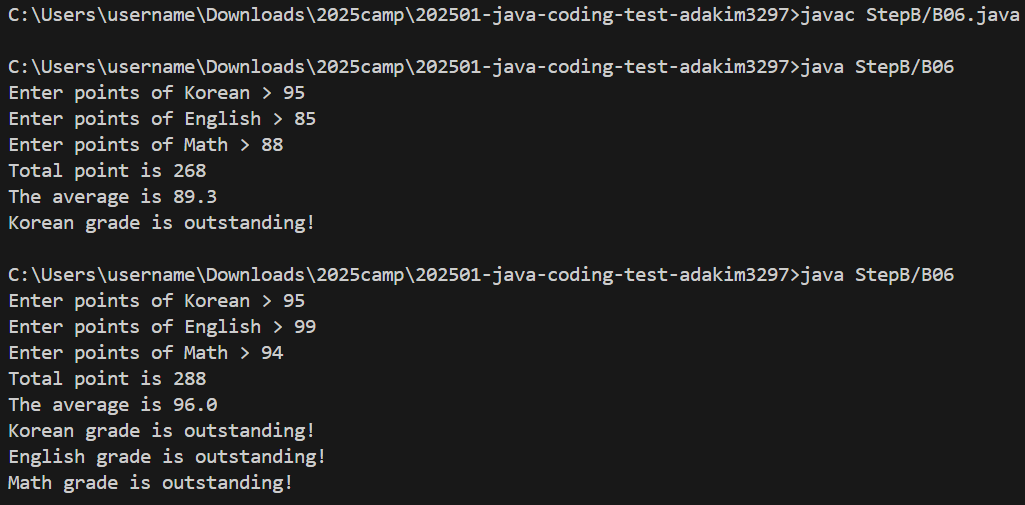 C:\Users\username\Downloads\2025camp\202501-java-coding-test-adakim3297>javac StepB/B06.java
C:\Users\username\Downloads\2025camp\202501-java-coding-test-adakim3297>java StepB/B06
Enter points of Korean > 95
Enter points of English > 85
Enter points of Math > 88
Total point is 268
The average is 89.3
Korean grade is outstanding!
C:\Users\username\Downloads\2025camp\202501-java-coding-test-adakim3297>java StepB/B06
Enter points of Korean > 95
Enter points of English > 99
Enter points of Math > 94
Total point is 288
The average is 96.0
Korean grade is outstanding!
English grade is outstanding!
Math grade is outstanding!